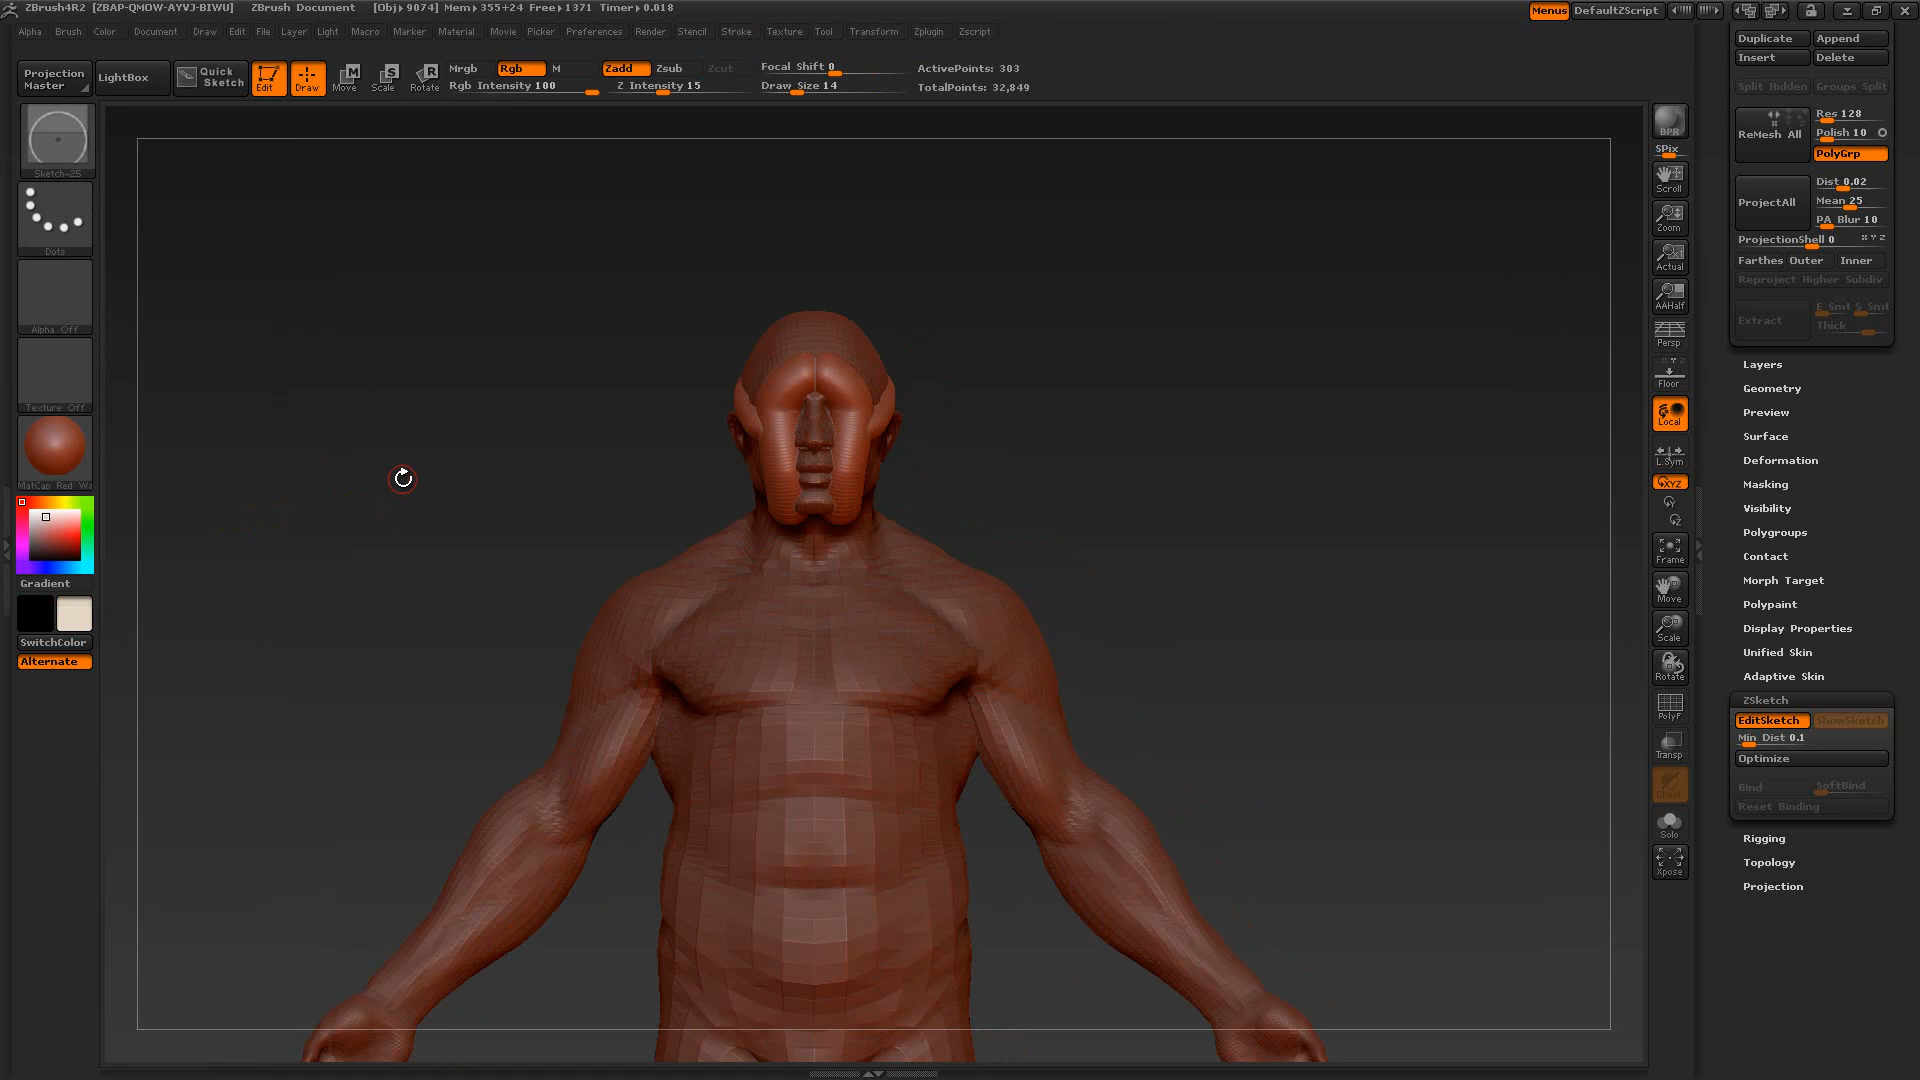 ZBrush4R2 [ZBAP-QMOW-AYVJ-BIWU] ZBrush Document [Obj▸9074] Mem▸355+24 Free▸1371 Timer▸0.018
Menus DefaultZScript
Alpha Brush Color Document Draw Edit File Layer Light Macro Marker Material Movie Picker Preferences Render Stencil Stroke Texture Tool Transform Zplugin Zscript
Projection Master
LightBox
Quick Sketch
Edit
Draw
Move
Scale
Rotate
Mrgb Rgb M
Rgb Intensity 100
Zadd Zsub Zcut
Z Intensity 15
Focal Shift 0
Draw Size 14
ActivePoints: 303
TotalPoints: 32,849
Sketch-25
Dots
Alpha Off
Texture Off
MatCap Red Wa
Gradient
SwitchColor
Alternate
BPR
SPix
Scroll
Zoom
Actual
AAHalf
Persp
Floor
Local
L.Sym
XYZ
Y
Z
Frame
Move
Scale
Rotate
PolyF
Transp
Solo
Xpose
Duplicate Append
Insert Delete
Split Hidden Groups Split
ReMesh All
Res 128
Polish 10
PolyGrp
ProjectAll
Dist 0.02
Mean 25
PA Blur 10
ProjectionShell 0 X Y Z
Farthes Outer Inner
Reproject Higher Subdiv
Extract
E Smt S Smt
Thick
Layers
Geometry
Preview
Surface
Deformation
Masking
Visibility
Polygroups
Contact
Morph Target
Polypaint
Display Properties
Unified Skin
Adaptive Skin
ZSketch
EditSketch ShowSketch
Min Dist 0.1
Optimize
Bind SoftBind
Reset Binding
Rigging
Topology
Projection